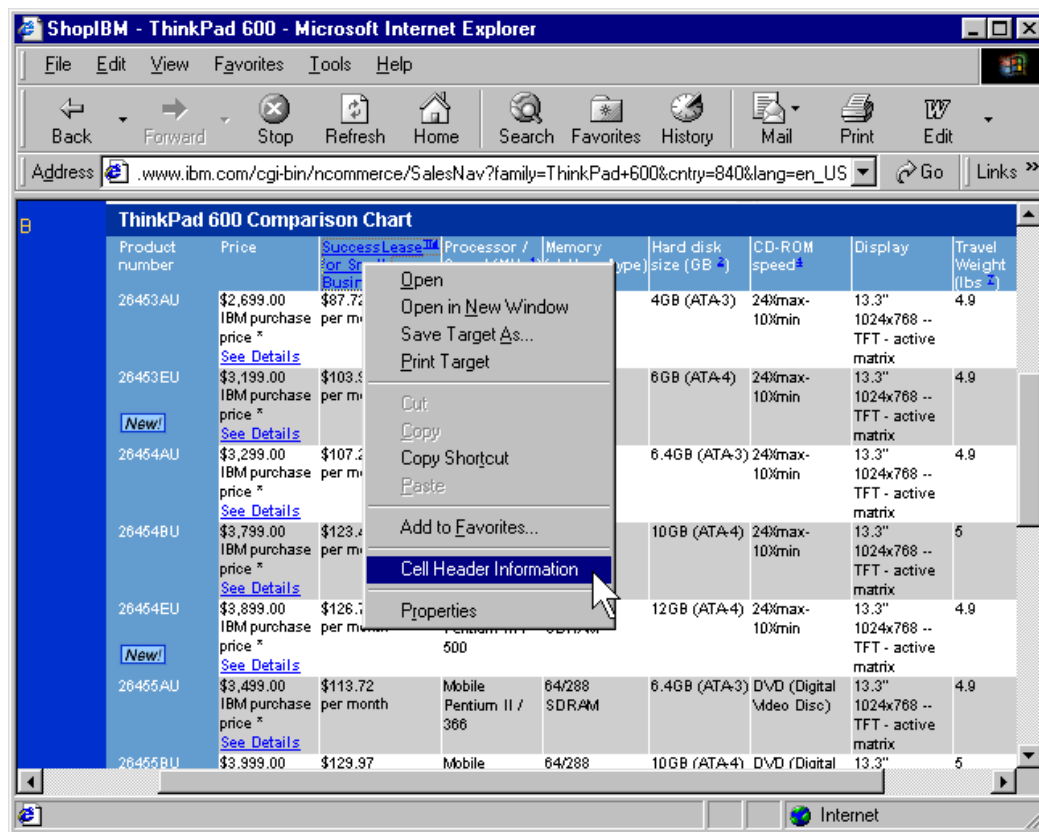 ShopIBM - ThinkPad 600 - Microsoft Internet Explorer
File Edit View Favorites Tools Help
Back Forward Stop Refresh Home Search Favorites History Mail Print Edit
Address .www.ibm.com/cgi-bin/ncommerce/SalesNav?family=ThinkPad+600&cntry=840&lang=en_US Go Links »
ThinkPad 600 Comparison Chart
Product number
Price
SuccessLease
Processor /
Memory
Hard disk size (GB 2)
CD-ROM speed4
Display
Travel Weight (lbs 7)
26453AU
$2,699.00 IBM purchase price *
See Details
4GB (ATA-3)
24Xmax-10Xmin
13.3" 1024x768 -- TFT - active matrix
4.9
26453EU
New!
$3,199.00 IBM purchase price *
See Details
6GB (ATA-4)
24Xmax-10Xmin
13.3" 1024x768 -- TFT - active matrix
4.9
26454AU
$3,299.00 IBM purchase price *
See Details
6.4GB (ATA-3)
24Xmax-10Xmin
13.3" 1024x768 -- TFT - active matrix
4.9
26454BU
$3,799.00 IBM purchase price *
See Details
10GB (ATA-4)
24Xmax-10Xmin
13.3" 1024x768 -- TFT - active matrix
5
26454EU
New!
$3,899.00 IBM purchase price *
See Details
500
12GB (ATA-4)
24Xmax-10Xmin
13.3" 1024x768 -- TFT - active matrix
4.9
26455AU
$3,499.00 IBM purchase price *
See Details
$113.72 per month
Mobile Pentium II / 366
64/288 SDRAM
6.4GB (ATA-3)
DVD (Digital Video Disc)
13.3" 1024x768 -- TFT - active matrix
4.9
26455BU
$3,999.00
$129.97
Mobile
64/288
10GB (ATA-4)
DVD (Digital
13.3"
5
Open
Open in New Window
Save Target As...
Print Target
Cut
Copy
Copy Shortcut
Paste
Add to Favorites...
Cell Header Information
Properties
Internet